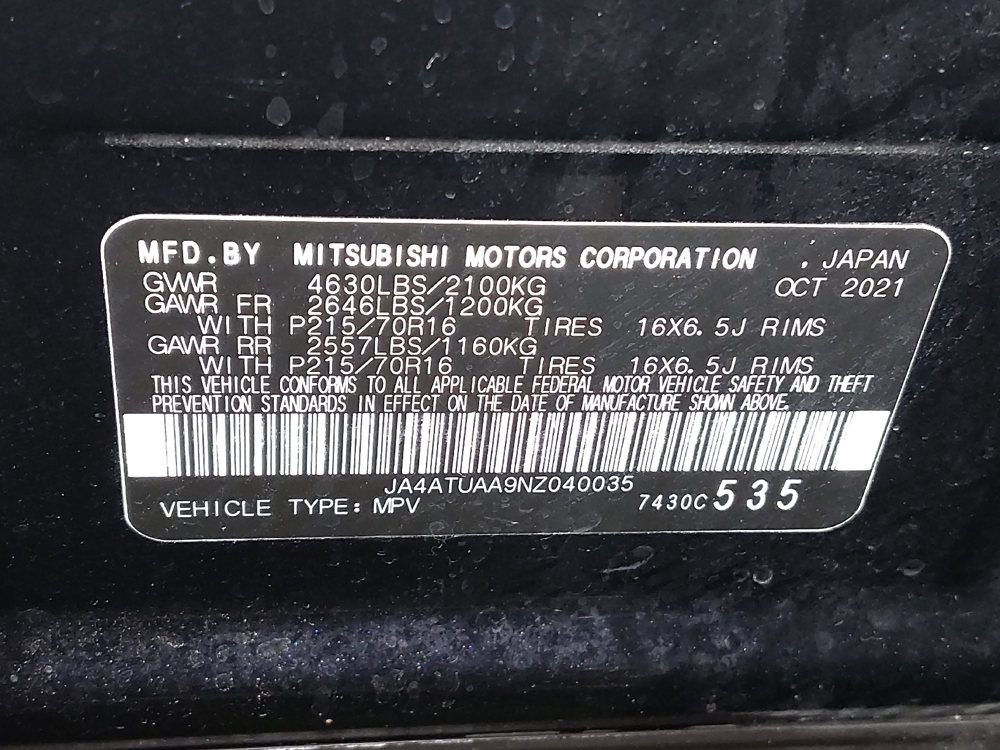 MFD.BY MITSUBISHI MOTORS CORPORATION , JAPAN
GVWR 4630LBS/2100KG OCT 2021
GAWR FR 2646LBS/1200KG
WITH P215/70R16 TIRES 16X6.5J RIMS
GAWR RR 2557LBS/1160KG
WITH P215/70R16 TIRES 16X6.5J RIMS
THIS VEHICLE CONFORMS TO ALL APPLICABLE FEDERAL MOTOR VEHICLE SAFETY AND THEFT
PREVENTION STANDARDS IN EFFECT ON THE DATE OF MANUFACTURE SHOWN ABOVE.
JA4ATUAA9NZ040035
VEHICLE TYPE: MPV 7430C 535